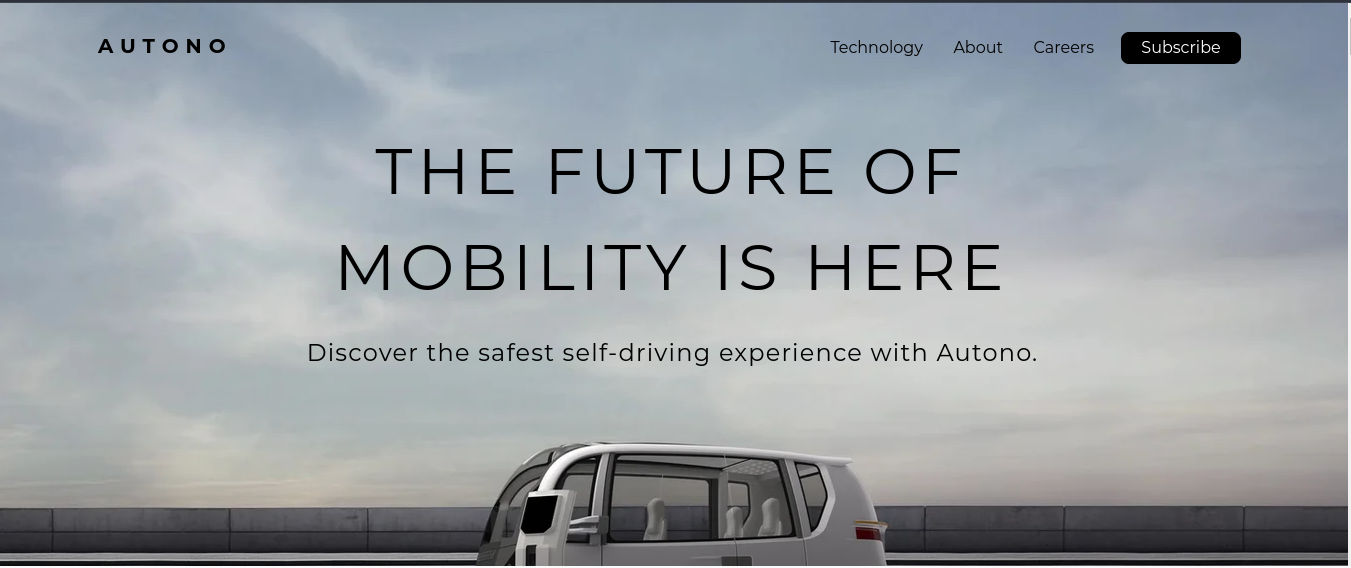 AUTONO
Technology About Careers Subscribe
THE FUTURE OF
MOBILITY IS HERE
Discover the safest self-driving experience with Autono.